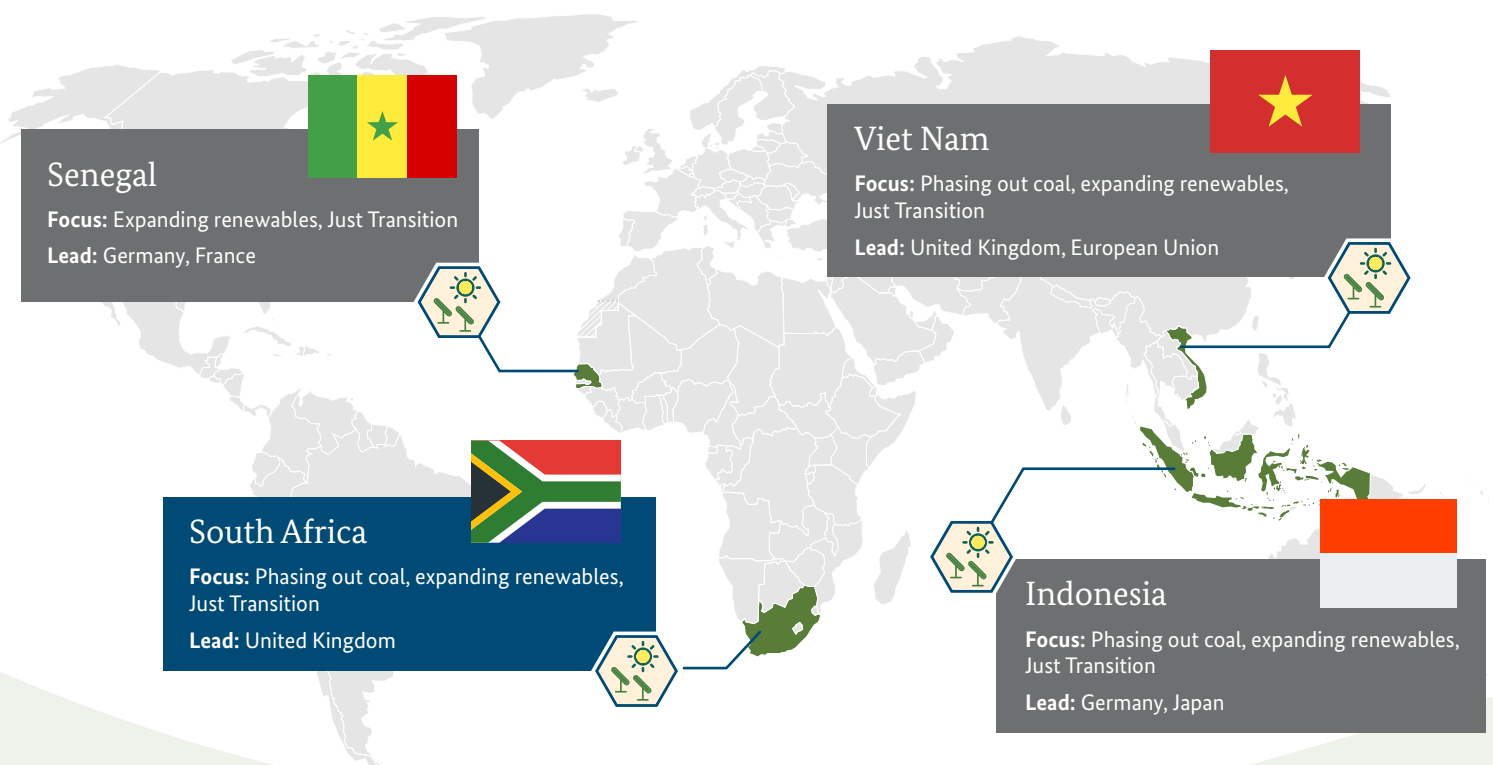 Senegal
Focus: Expanding renewables, Just Transition
Lead: Germany, France
Viet Nam
Focus: Phasing out coal, expanding renewables,
Just Transition
Lead: United Kingdom, European Union
South Africa
Focus: Phasing out coal, expanding renewables,
Just Transition
Lead: United Kingdom
Indonesia
Focus: Phasing out coal, expanding renewables,
Just Transition
Lead: Germany, Japan